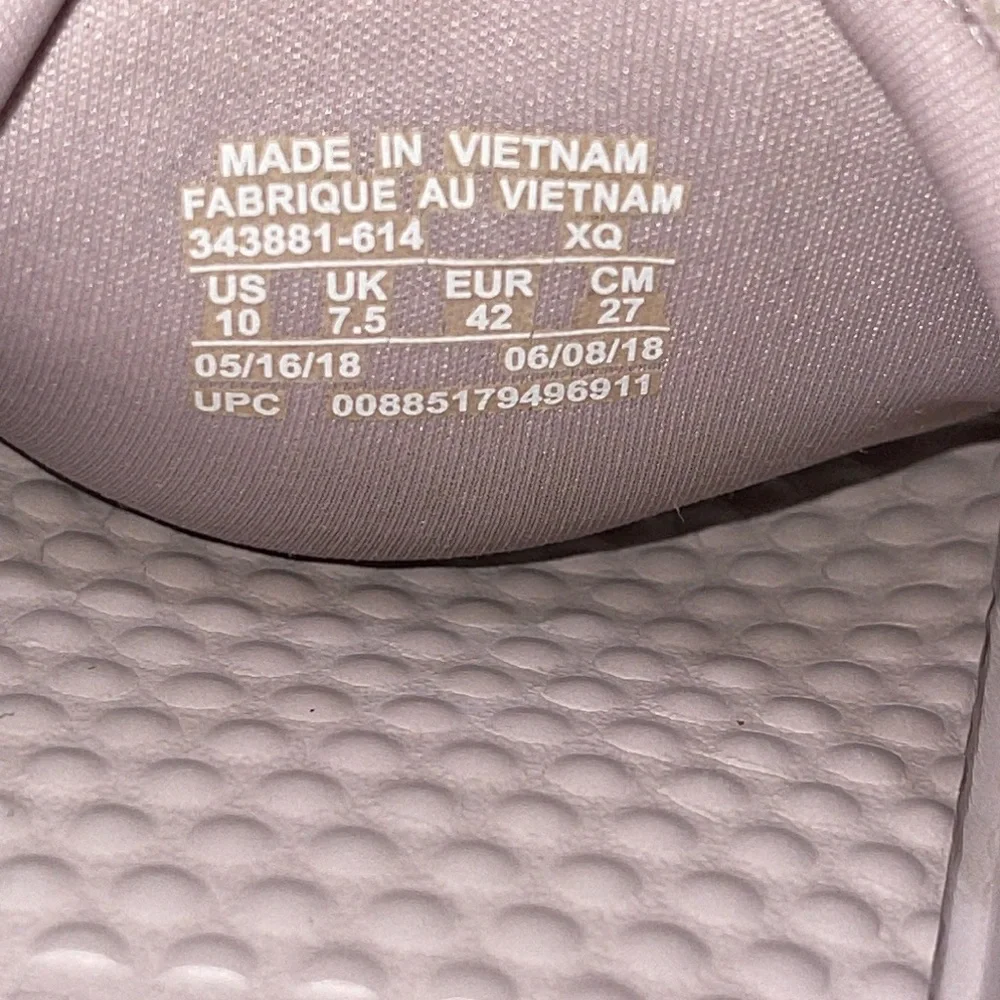 MADE IN VIETNAM
FABRIQUE AU VIETNAM
343881-614 XQ
US UK EUR CM
10 7.5 42 27
05/16/18 06/08/18
UPC 00885179496911